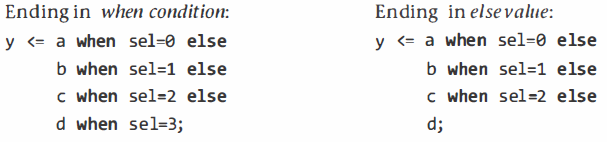 Ending in when condition:
y <= a when sel=0 else
b when sel=1 else
c when sel=2 else
d when sel=3;
Ending in else value:
y <= a when sel=0 else
b when sel=1 else
c when sel=2 else
d;